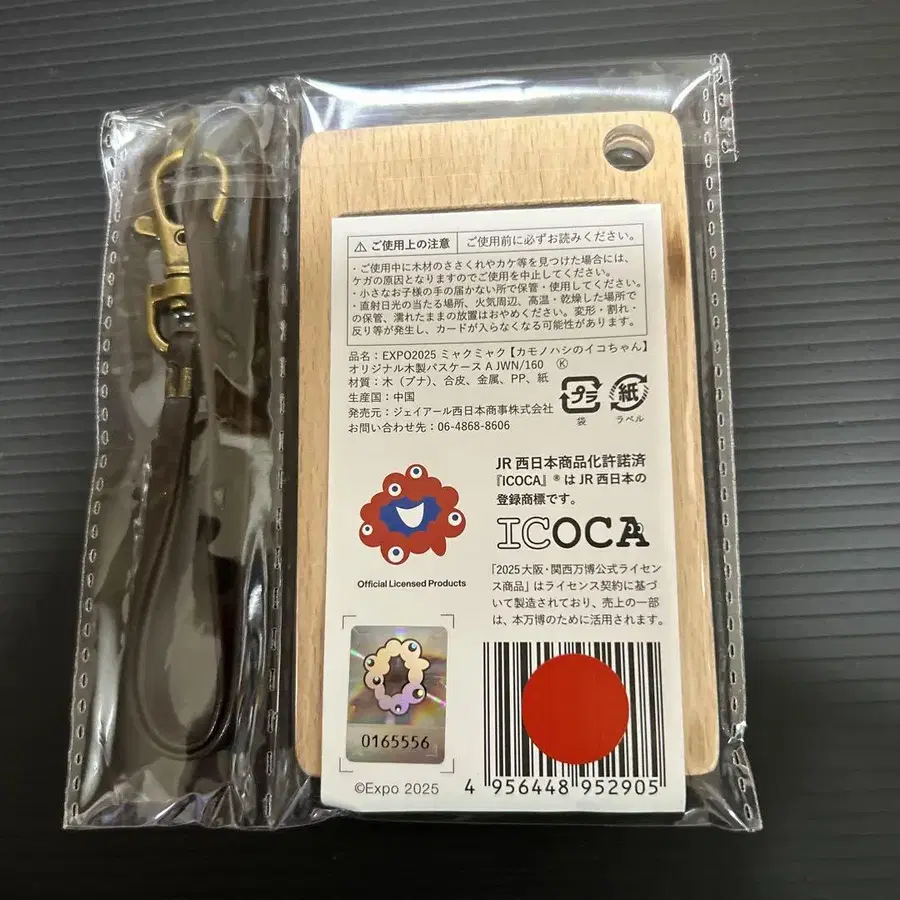 ⚠ ご使用上の注意 ご使用前に必ずお読みください。
・ご使用中に木材のささくれやカケ等を見つけた場合には、
ケガの原因となりますのでご使用を中止してください。
・小さなお子様の手の届かない所で保管・使用してください。
・直射日光の当たる場所、火気周辺、高温・乾燥した場所で
の保管、濡れたままの放置はおやめください。変形・割れ・
反り等が発生し、カードが入らなくなる可能性があります。
品名：EXPO2025 ミャクミャク【カモノハシのイコちゃん】
オリジナル木製パスケース A JWN/160 Ⓚ
材質：木（ブナ）、合皮、金属、PP、紙
生産国：中国
発売元：ジェイアール西日本商事株式会社
お問い合わせ先：06-4868-8606
プラ
袋
紙
ラベル
JR 西日本商品化許諾済
『ICOCA』® は JR 西日本の
登録商標です。
ICOCA
Official Licensed Products
「2025 大阪・関西万博公式ライセン
ス商品」はライセンス契約に基づ
いて製造されており、売上の一部
は、本万博のために活用されます。
0165556
©Expo 2025
4 956448 952905